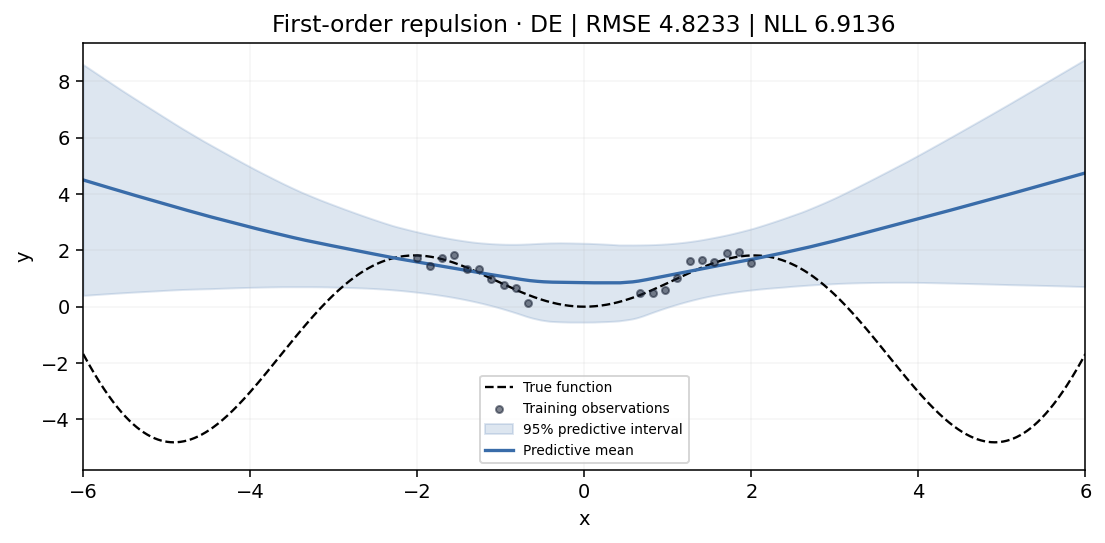 First-order repulsion · DE | RMSE 4.8233 | NLL 6.9136
y
8
6
4
2
0
−2
−4
True function
Training observations
95% predictive interval
Predictive mean
−6 −4 −2 0 2 4 6
x